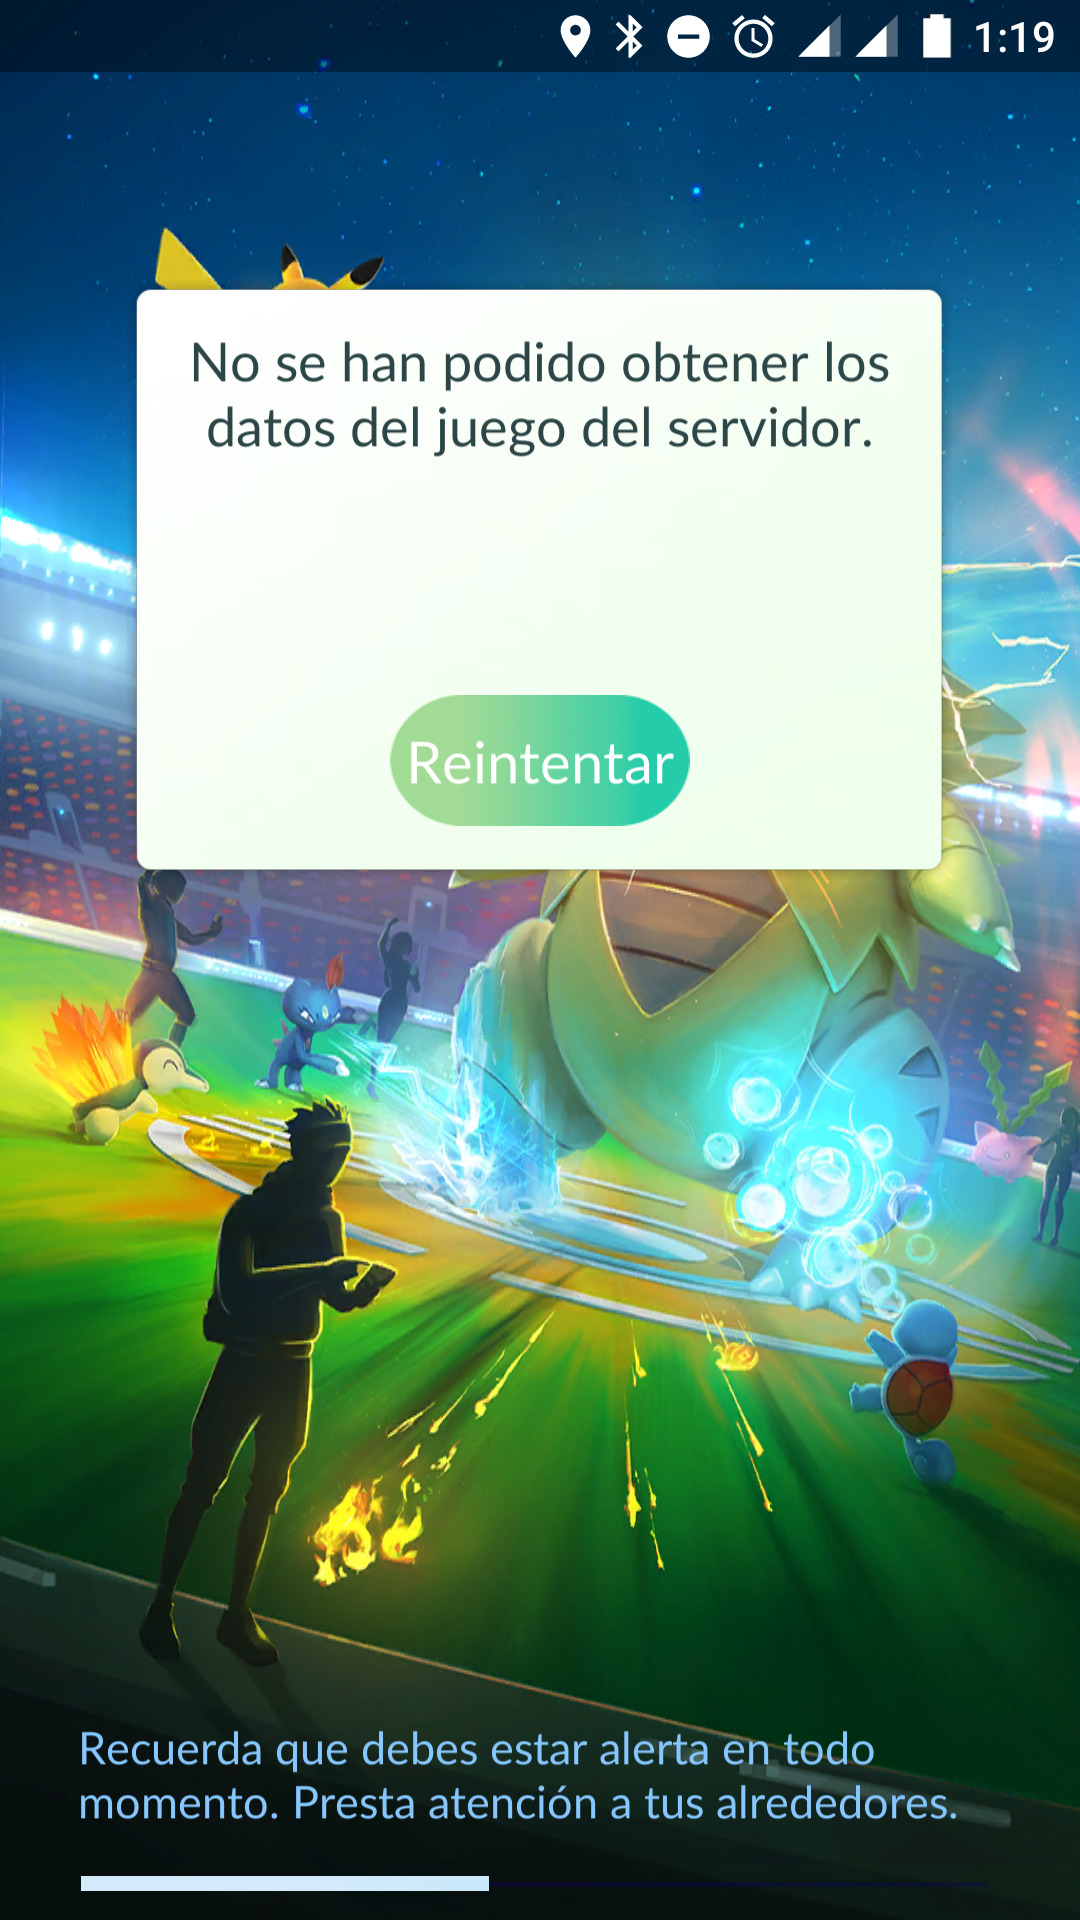 1:19
No se han podido obtener los
datos del juego del servidor.
Reintentar
Recuerda que debes estar alerta en todo
momento. Presta atención a tus alrededores.